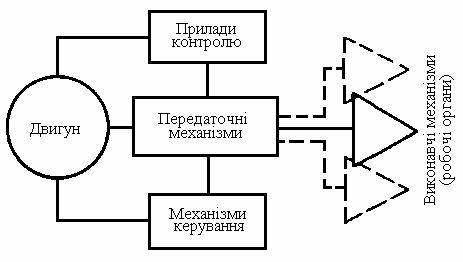 Прилади
контролю
Двигун
Передаточні
механізми
Механізми
керування
Виконавчі механізми
(робочі органи)